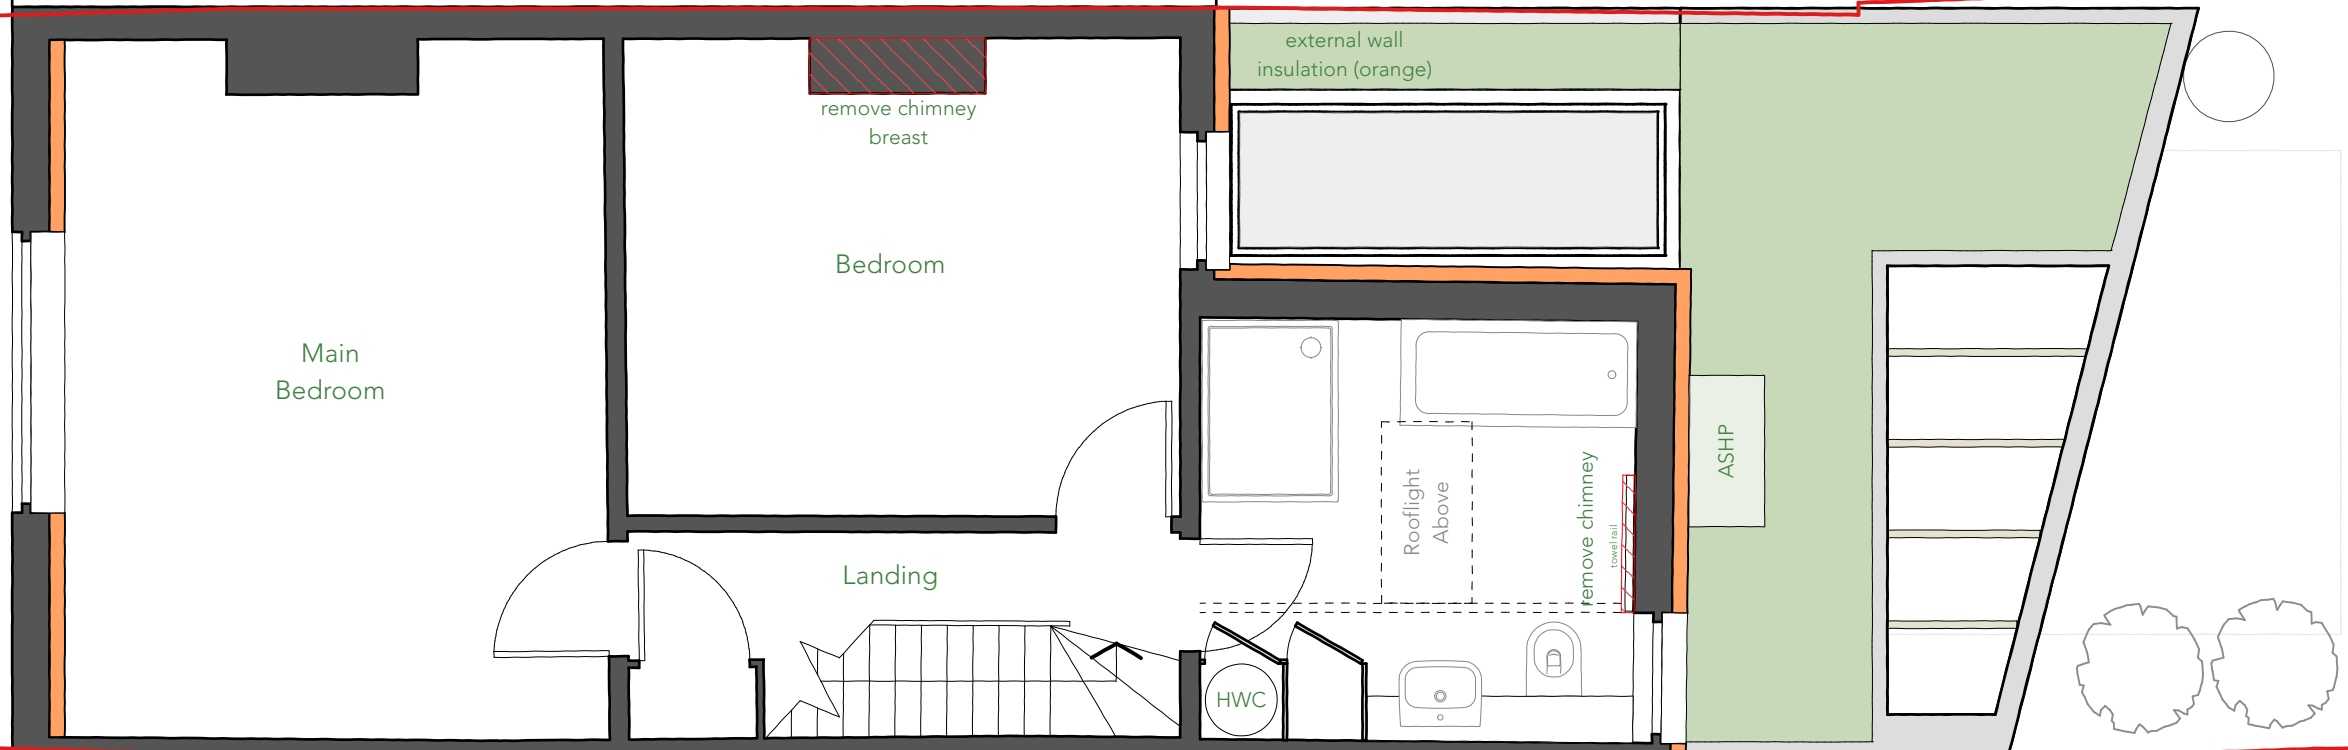 external wall
insulation (orange)
remove chimney
breast
Bedroom
Main
Bedroom
Landing
Rooflight
Above
remove chimney
towel rail
ASHP
HWC